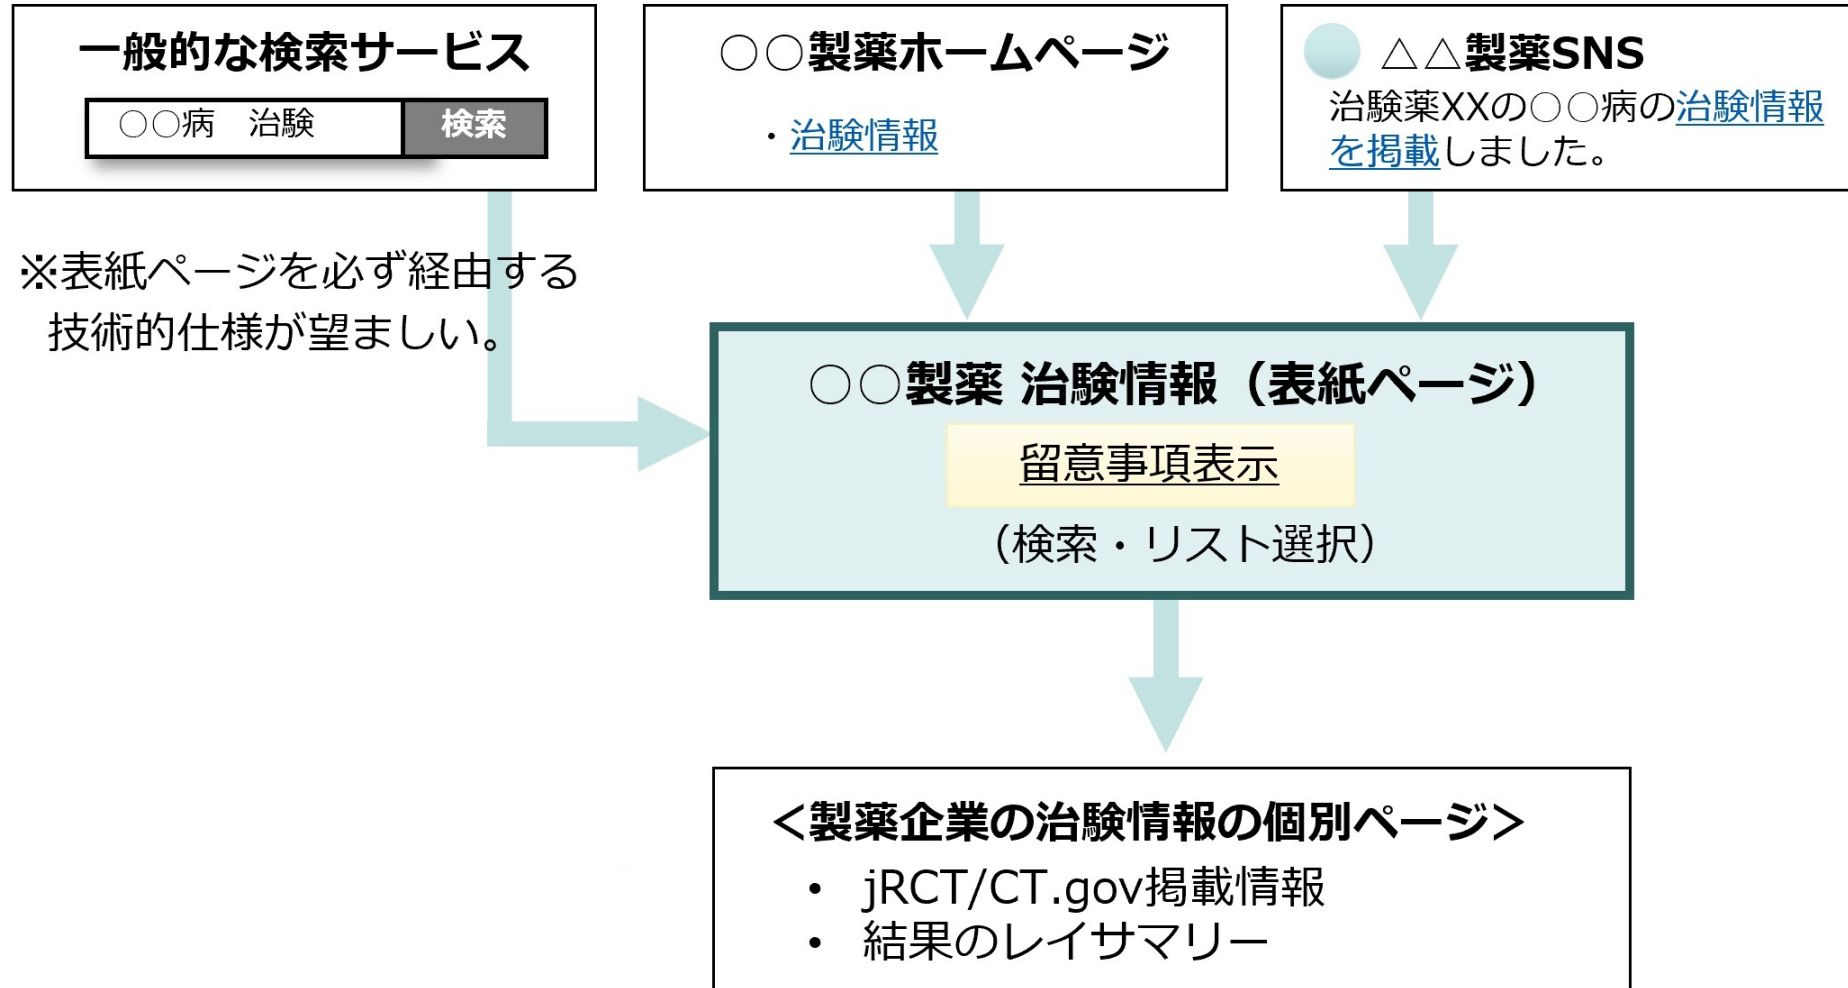 一般的な検索サービス
○○病　治験
検索
○○製薬ホームページ
・治験情報
△△製薬SNS
治験薬XXの○○病の治験情報
を掲載しました。
※表紙ページを必ず経由する
技術的仕様が望ましい。
○○製薬 治験情報（表紙ページ）
留意事項表示
（検索・リスト選択）
＜製薬企業の治験情報の個別ページ＞
• jRCT/CT.gov掲載情報
• 結果のレイサマリー